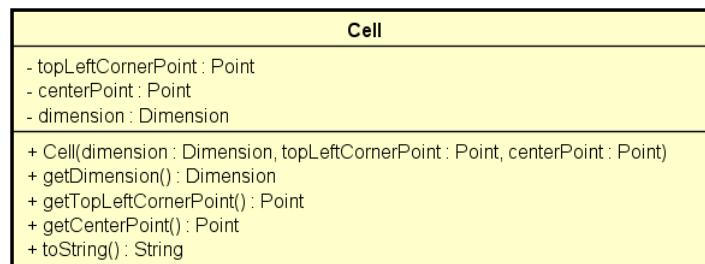 Cell
- topLeftCornerPoint : Point
- centerPoint : Point
- dimension : Dimension
+ Cell(dimension : Dimension, topLeftCornerPoint : Point, centerPoint : Point)
+ getDimension() : Dimension
+ getTopLeftCornerPoint() : Point
+ getCenterPoint() : Point
+ toString() : String